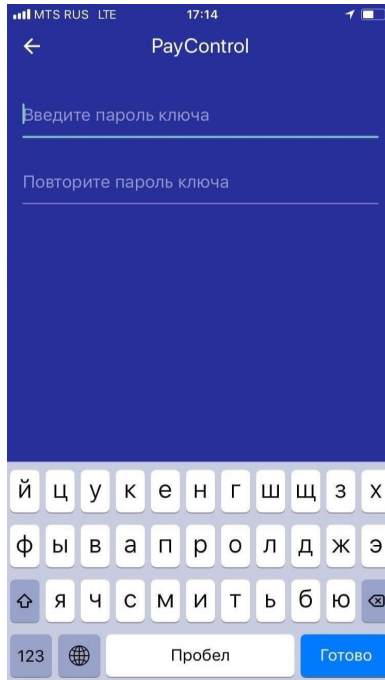 MTS RUS LTE 17:14
PayControl
Введите пароль ключа
Повторите пароль ключа
й ц у к е н г ш щ з х
ф ы в а п р о л д ж э
я ч с м и т ь б ю
123 Пробел Готово